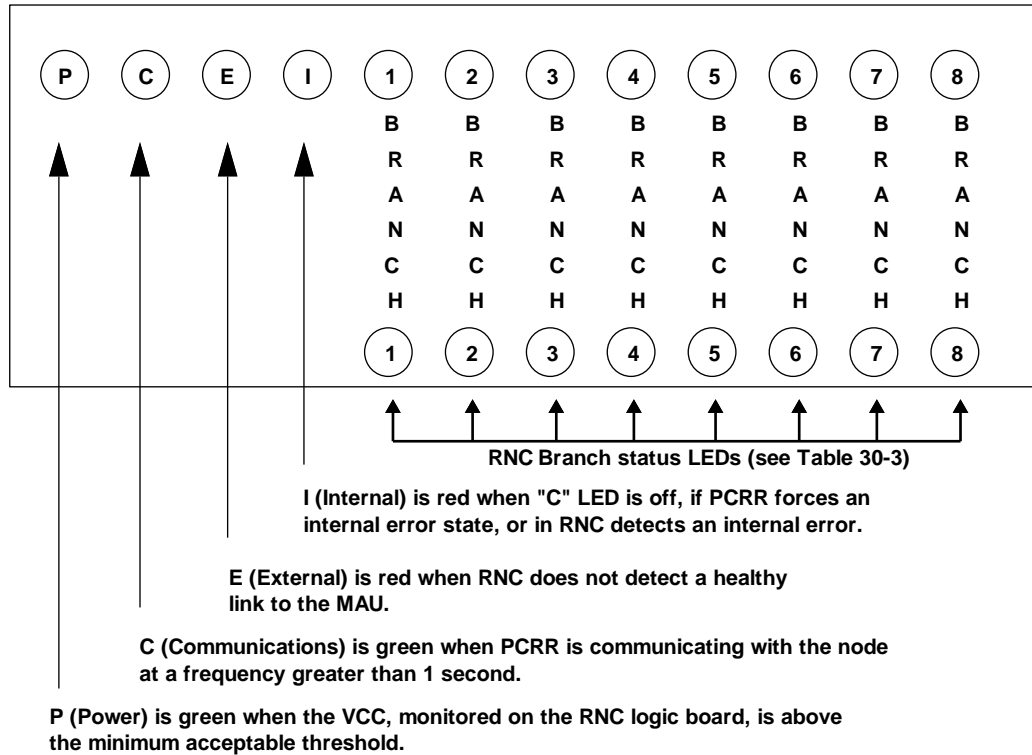 P C E I 1 2 3 4 5 6 7 8
B B B B B B B B
R R R R R R R R
A A A A A A A A
N N N N N N N N
C C C C C C C C
H H H H H H H H
1 2 3 4 5 6 7 8
RNC Branch status LEDs (see Table 30-3)
I (Internal) is red when "C" LED is off, if PCRR forces an
internal error state, or in RNC detects an internal error.
E (External) is red when RNC does not detect a healthy
link to the MAU.
C (Communications) is green when PCRR is communicating with the node
at a frequency greater than 1 second.
P (Power) is green when the VCC, monitored on the RNC logic board, is above
the minimum acceptable threshold.